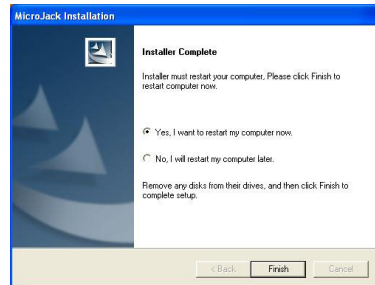 MicroJack Installation
Installer Complete
Installer must restart your computer, Please click Finish to
restart computer now.
Yes, I want to restart my computer now.
No, I will restart my computer later.
Remove any disks from their drives, and then click Finish to
complete setup.
< Back Finish Cancel